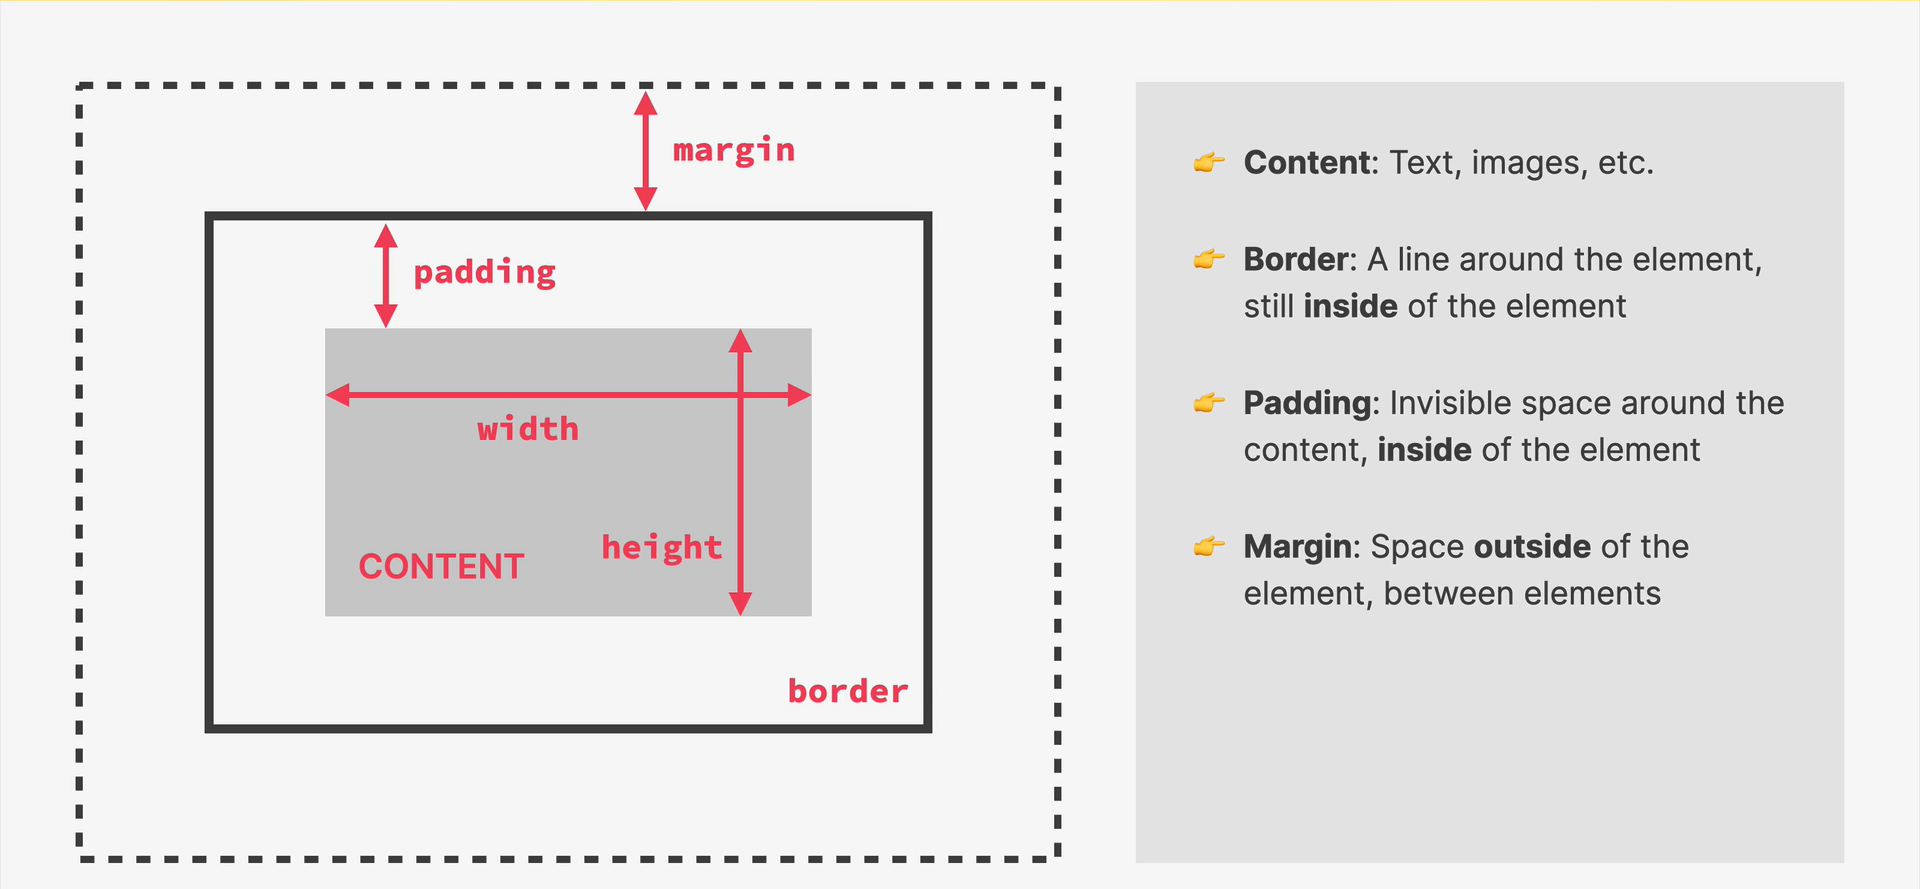 margin
padding
width
height
CONTENT
border
👉 Content: Text, images, etc.
👉 Border: A line around the element,
still inside of the element
👉 Padding: Invisible space around the
content, inside of the element
👉 Margin: Space outside of the
element, between elements